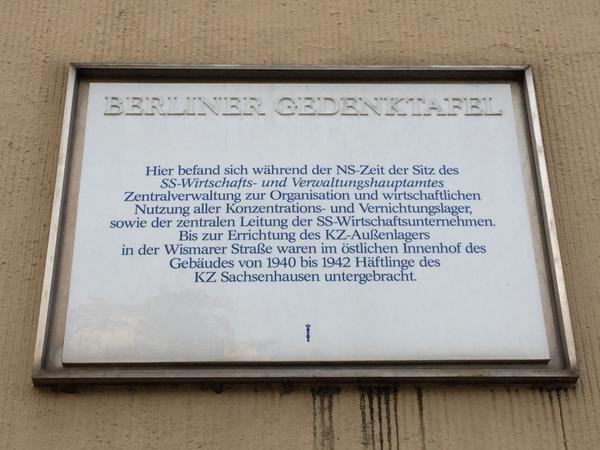 BERLINER GEDENKTAFEL
Hier befand sich während der NS-Zeit der Sitz des
SS-Wirtschafts- und Verwaltungshauptamtes
Zentralverwaltung zur Organisation und wirtschaftlichen
Nutzung aller Konzentrations- und Vernichtungslager,
sowie der zentralen Leitung der SS-Wirtschaftsunternehmen.
Bis zur Errichtung des KZ-Außenlagers
in der Wismarer Straße waren im östlichen Innenhof des
Gebäudes von 1940 bis 1942 Häftlinge des
KZ Sachsenhausen untergebracht.